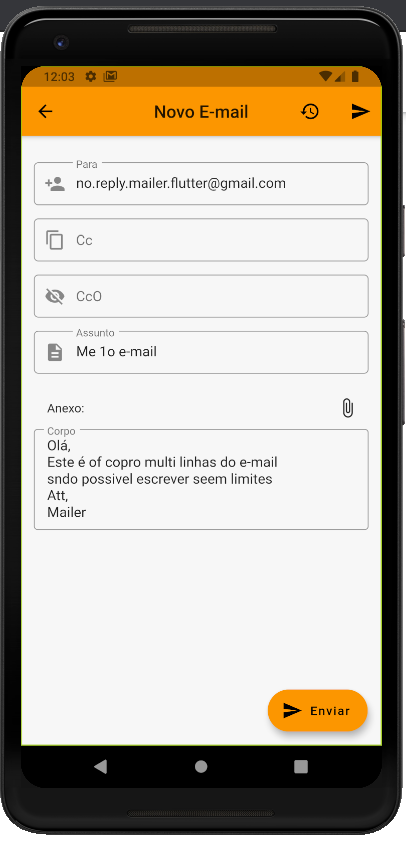 12:03
Novo E-mail
Para
no.reply.mailer.flutter@gmail.com
Cc
CcO
Assunto
Me 1o e-mail
Anexo:
Corpo
Olá,
Este é of copro multi linhas do e-mail
sndo possivel escrever seem limites
Att,
Mailer
Enviar